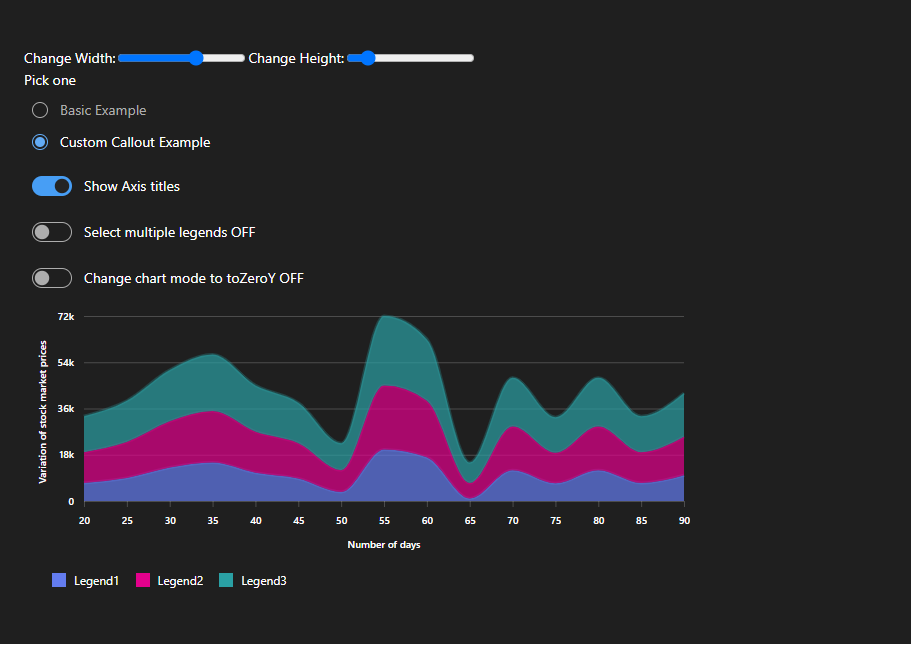 Change Width: Change Height:
Pick one
Basic Example
Custom Callout Example
Show Axis titles
Select multiple legends OFF
Change chart mode to toZeroY OFF
72k
54k
36k
18k
0
Variation of stock market prices
20 25 30 35 40 45 50 55 60 65 70 75 80 85 90
Number of days
Legend1 Legend2 Legend3